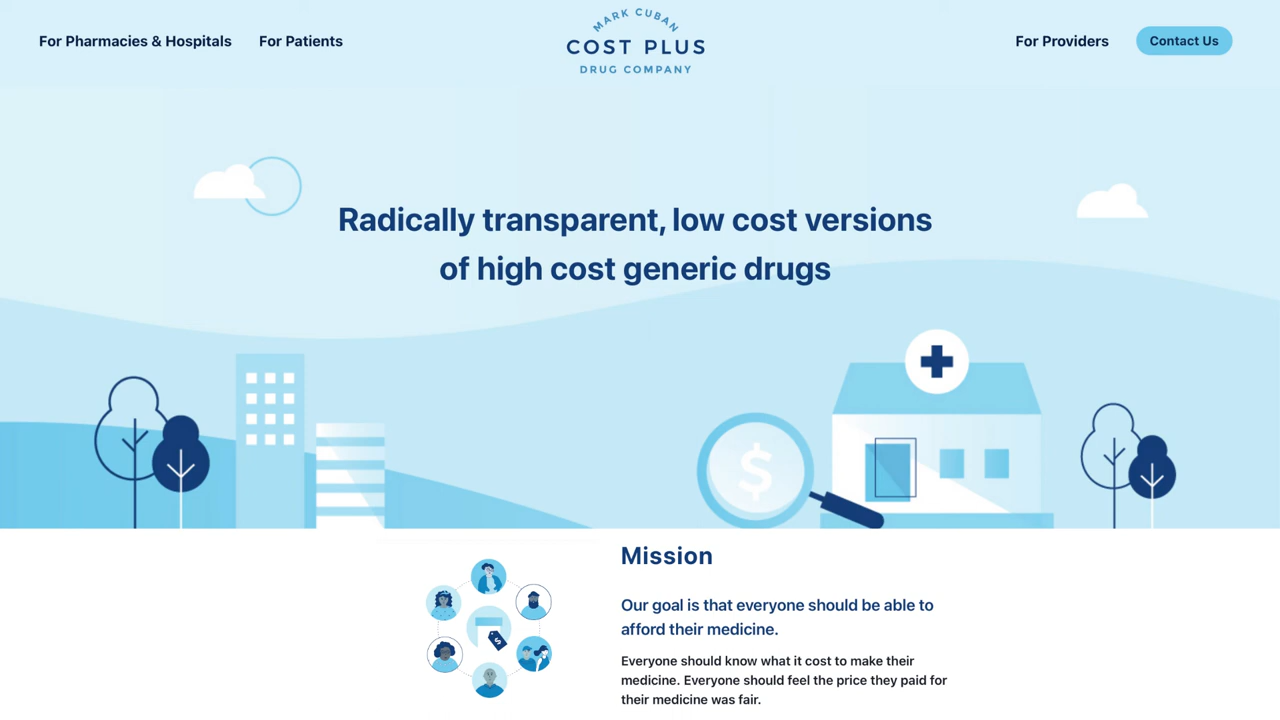 For Pharmacies & Hospitals
For Patients
MARK CUBAN
COST PLUS
DRUG COMPANY
For Providers
Contact Us
Radically transparent, low cost versions
of high cost generic drugs
$
Mission
$
Our goal is that everyone should be able to
afford their medicine.
Everyone should know what it cost to make their
medicine. Everyone should feel the price they paid for
their medicine was fair.